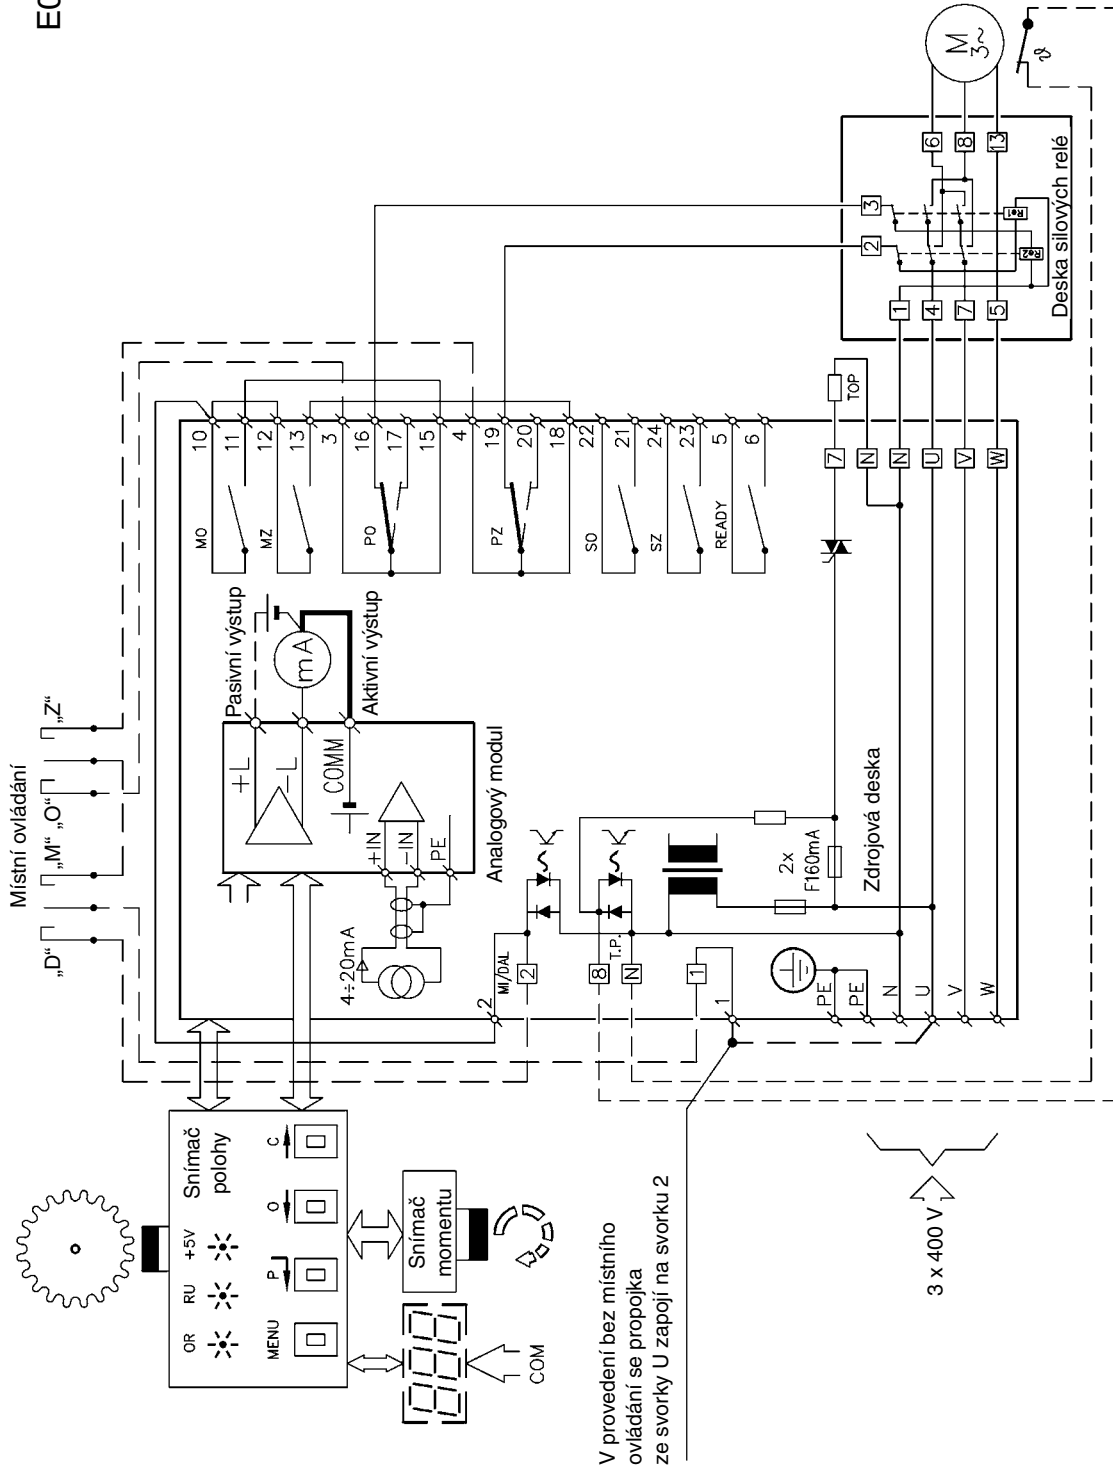 E0
Místní ovládání
„D“
„M“
„O“
„Z“
Snímač
polohy
+5V
RU
OR
C
O
P
MENU
Snímač
momentu
COM
4÷20mA
+L
−L
COMM
+IN
−IN
PE
Analogový modul
Pasivní výstup
Aktivní výstup
mA
MO
MZ
PO
PZ
SO
SZ
READY
10
11
12
13
3
16
17
15
4
19
20
18
22
21
24
23
5
6
2
MI/DAL
2
8
T.P.
N
1
1
PE
PE
N
U
V
W
2x
F160mA
Zdrojová deska
TOP
7
N
N
U
V
W
3
2
1
4
7
5
6
8
13
Re1
Re2
Deska silových relé
M
3~
ϑ
V provedení bez místního
ovládání se propojka
ze svorky U zapojí na svorku 2
3 x 400 V